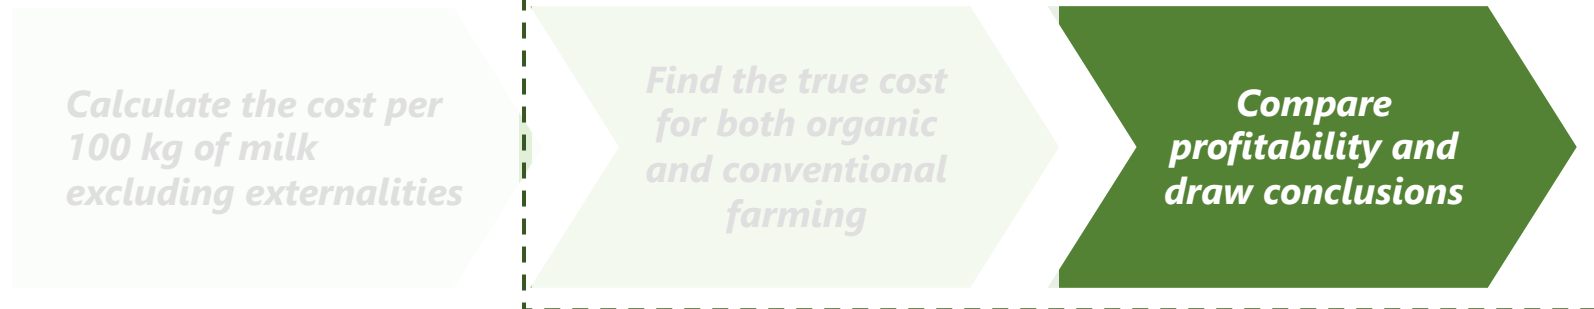 Calculate the cost per
100 kg of milk
excluding externalities
Find the true cost
for both organic
and conventional
farming
Compare
profitability and
draw conclusions